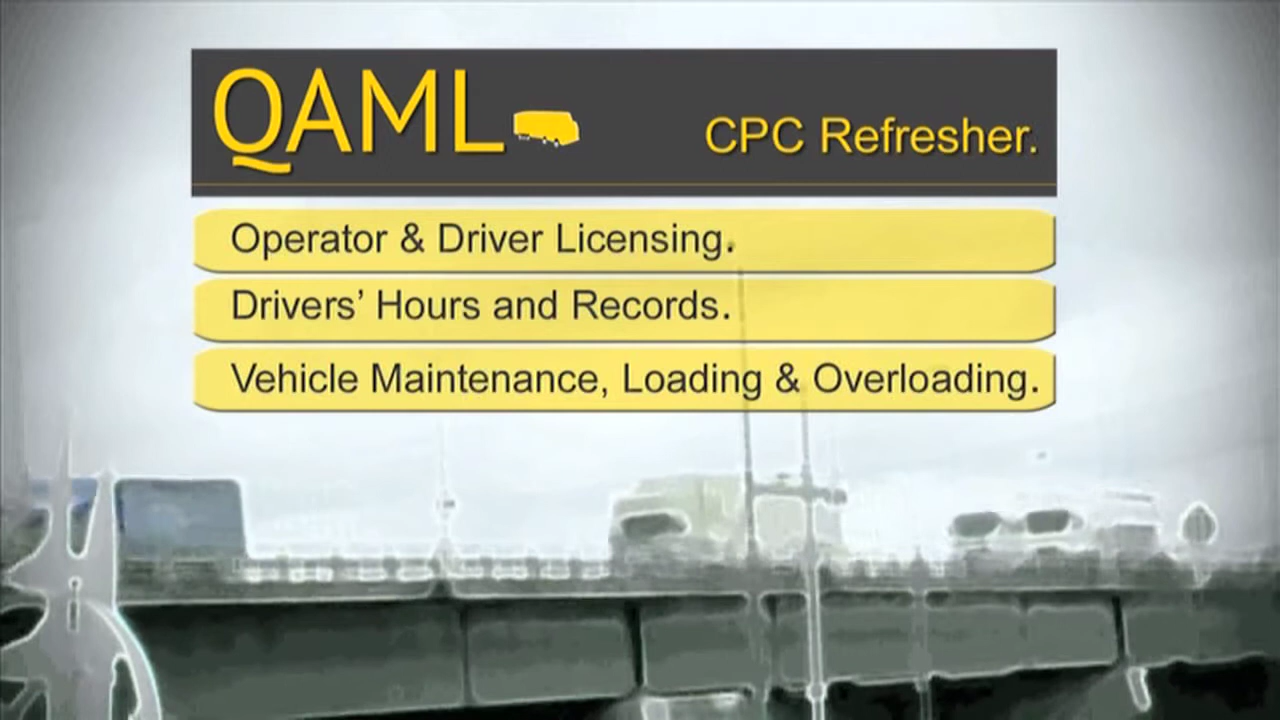 QAML
CPC Refresher.
Operator & Driver Licensing.
Drivers’ Hours and Records.
Vehicle Maintenance, Loading & Overloading.